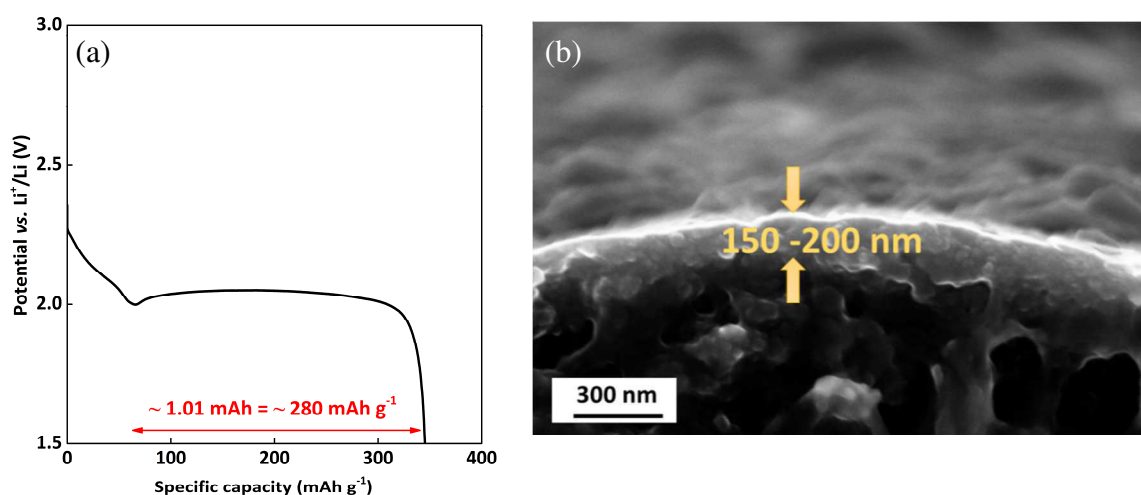 (a)
3.0
2.5
2.0
1.5
Potential vs. Li⁺/Li (V)
~ 1.01 mAh = ~ 280 mAh g⁻¹
0
100
200
300
400
Specific capacity (mAh g⁻¹)
(b)
150 -200 nm
300 nm